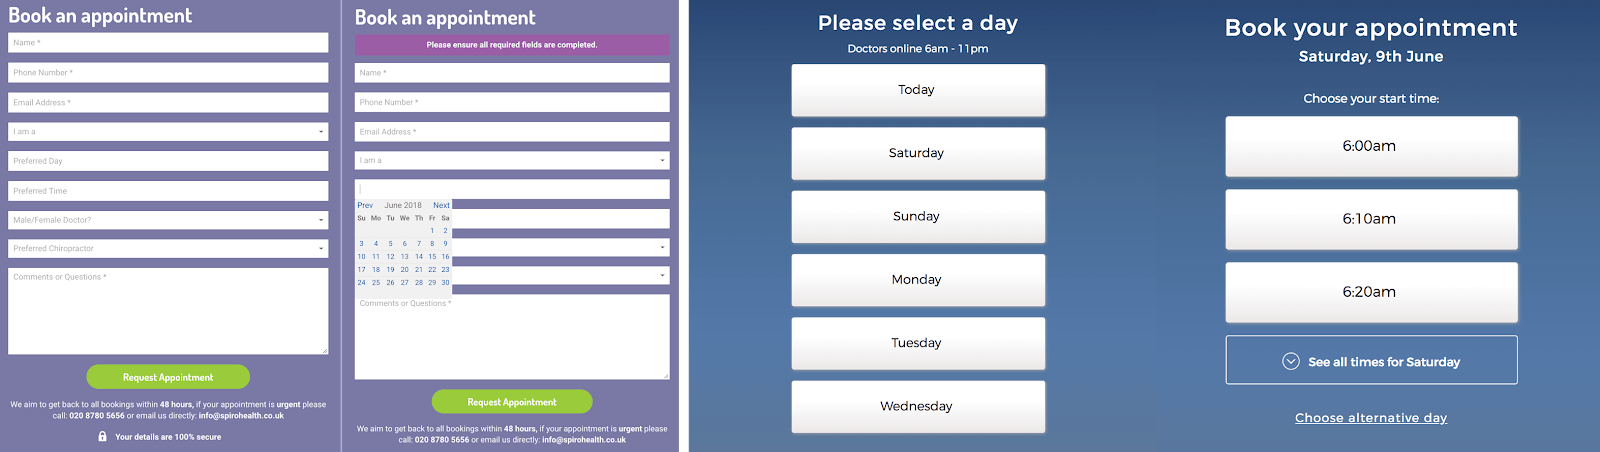 Book an appointment
Name *
Phone Number *
Email Address *
I am a
Preferred Day
Preferred Time
Male/Female Doctor?
Preferred Chiropractor
Comments or Questions *
Request Appointment
We aim to get back to all bookings within 48 hours, if your appointment is urgent please
call: 020 8780 5656 or email us directly: info@spirohealth.co.uk
Your details are 100% secure
Book an appointment
Please ensure all required fields are completed.
Name *
Phone Number *
Email Address *
I am a
Prev June 2018 Next
Su Mo Tu We Th Fr Sa
1 2
3 4 5 6 7 8 9
10 11 12 13 14 15 16
17 18 19 20 21 22 23
24 25 26 27 28 29 30
Comments or Questions *
Request Appointment
We aim to get back to all bookings within 48 hours, if your appointment is urgent please
call: 020 8780 5656 or email us directly: info@spirohealth.co.uk
Please select a day
Doctors online 6am - 11pm
Today
Saturday
Sunday
Monday
Tuesday
Wednesday
Book your appointment
Saturday, 9th June
Choose your start time:
6:00am
6:10am
6:20am
See all times for Saturday
Choose alternative day